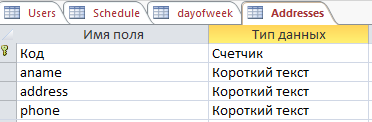 Users Schedule dayofweek Addresses
Имя поля Тип данных
Код Счетчик
aname Короткий текст
address Короткий текст
phone Короткий текст